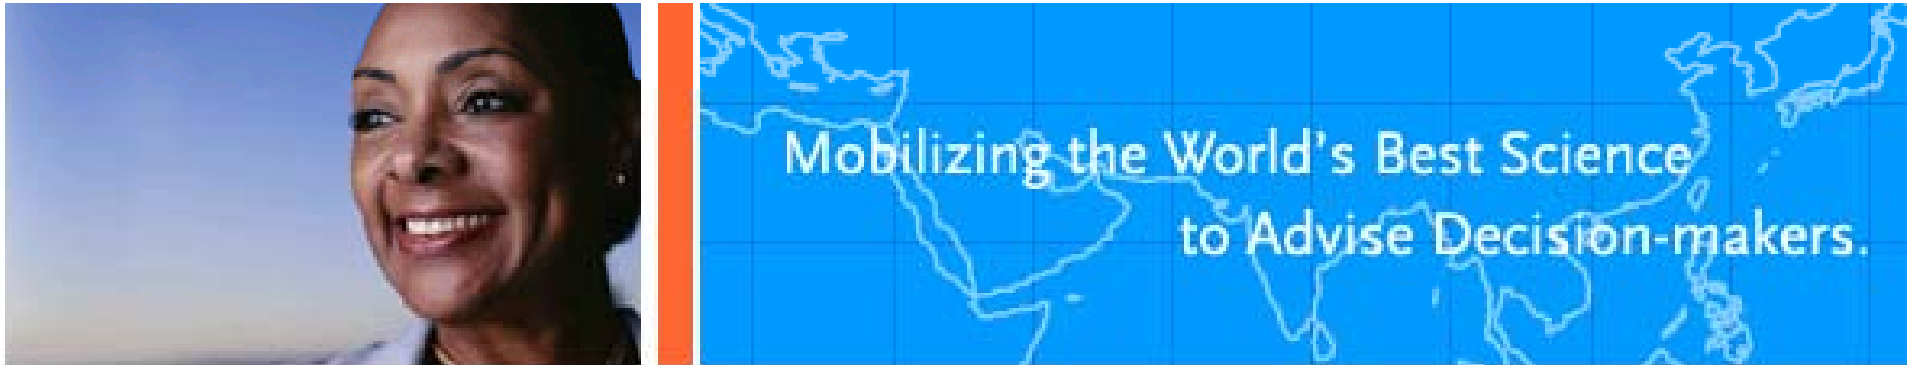 Mobilizing the World's Best Science
to Advise Decision-makers.